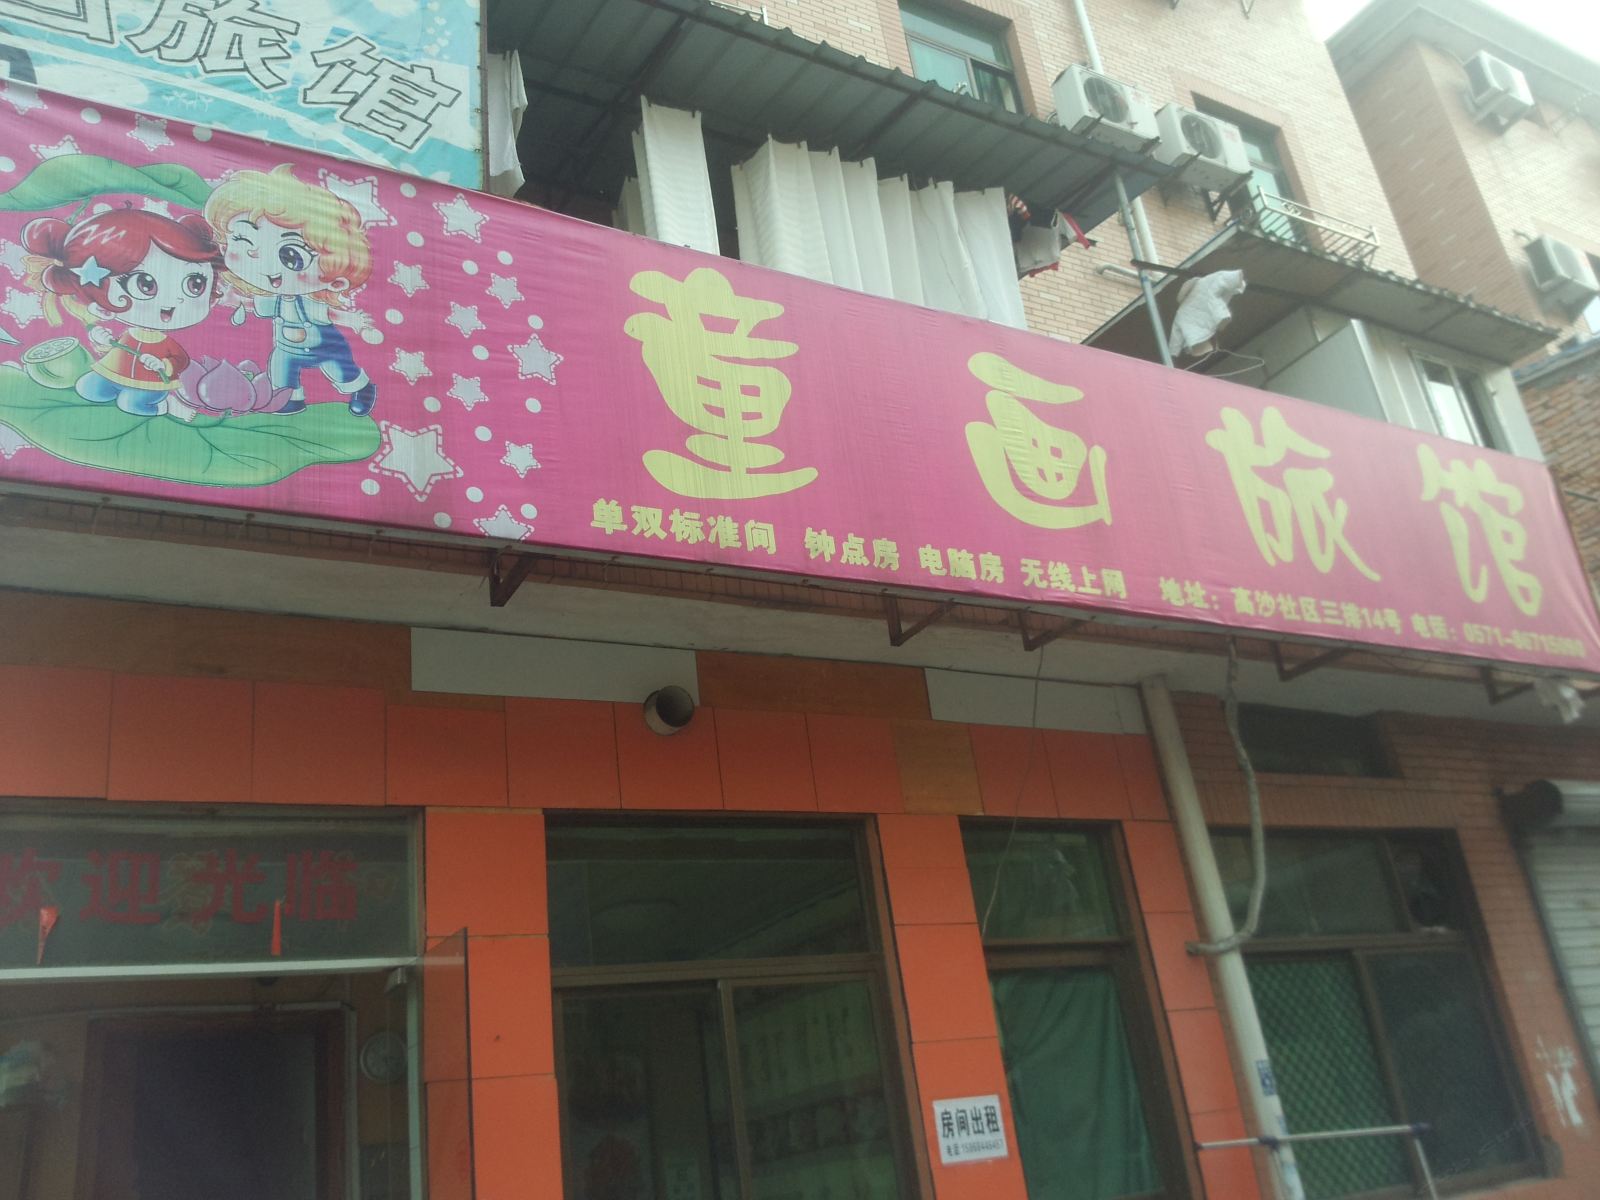 旅馆
童画旅馆
单双标准间 钟点房 电脑房 无线上网 地址：高沙社区三排14号 电话：0571-86715080
欢迎光临
房间出租